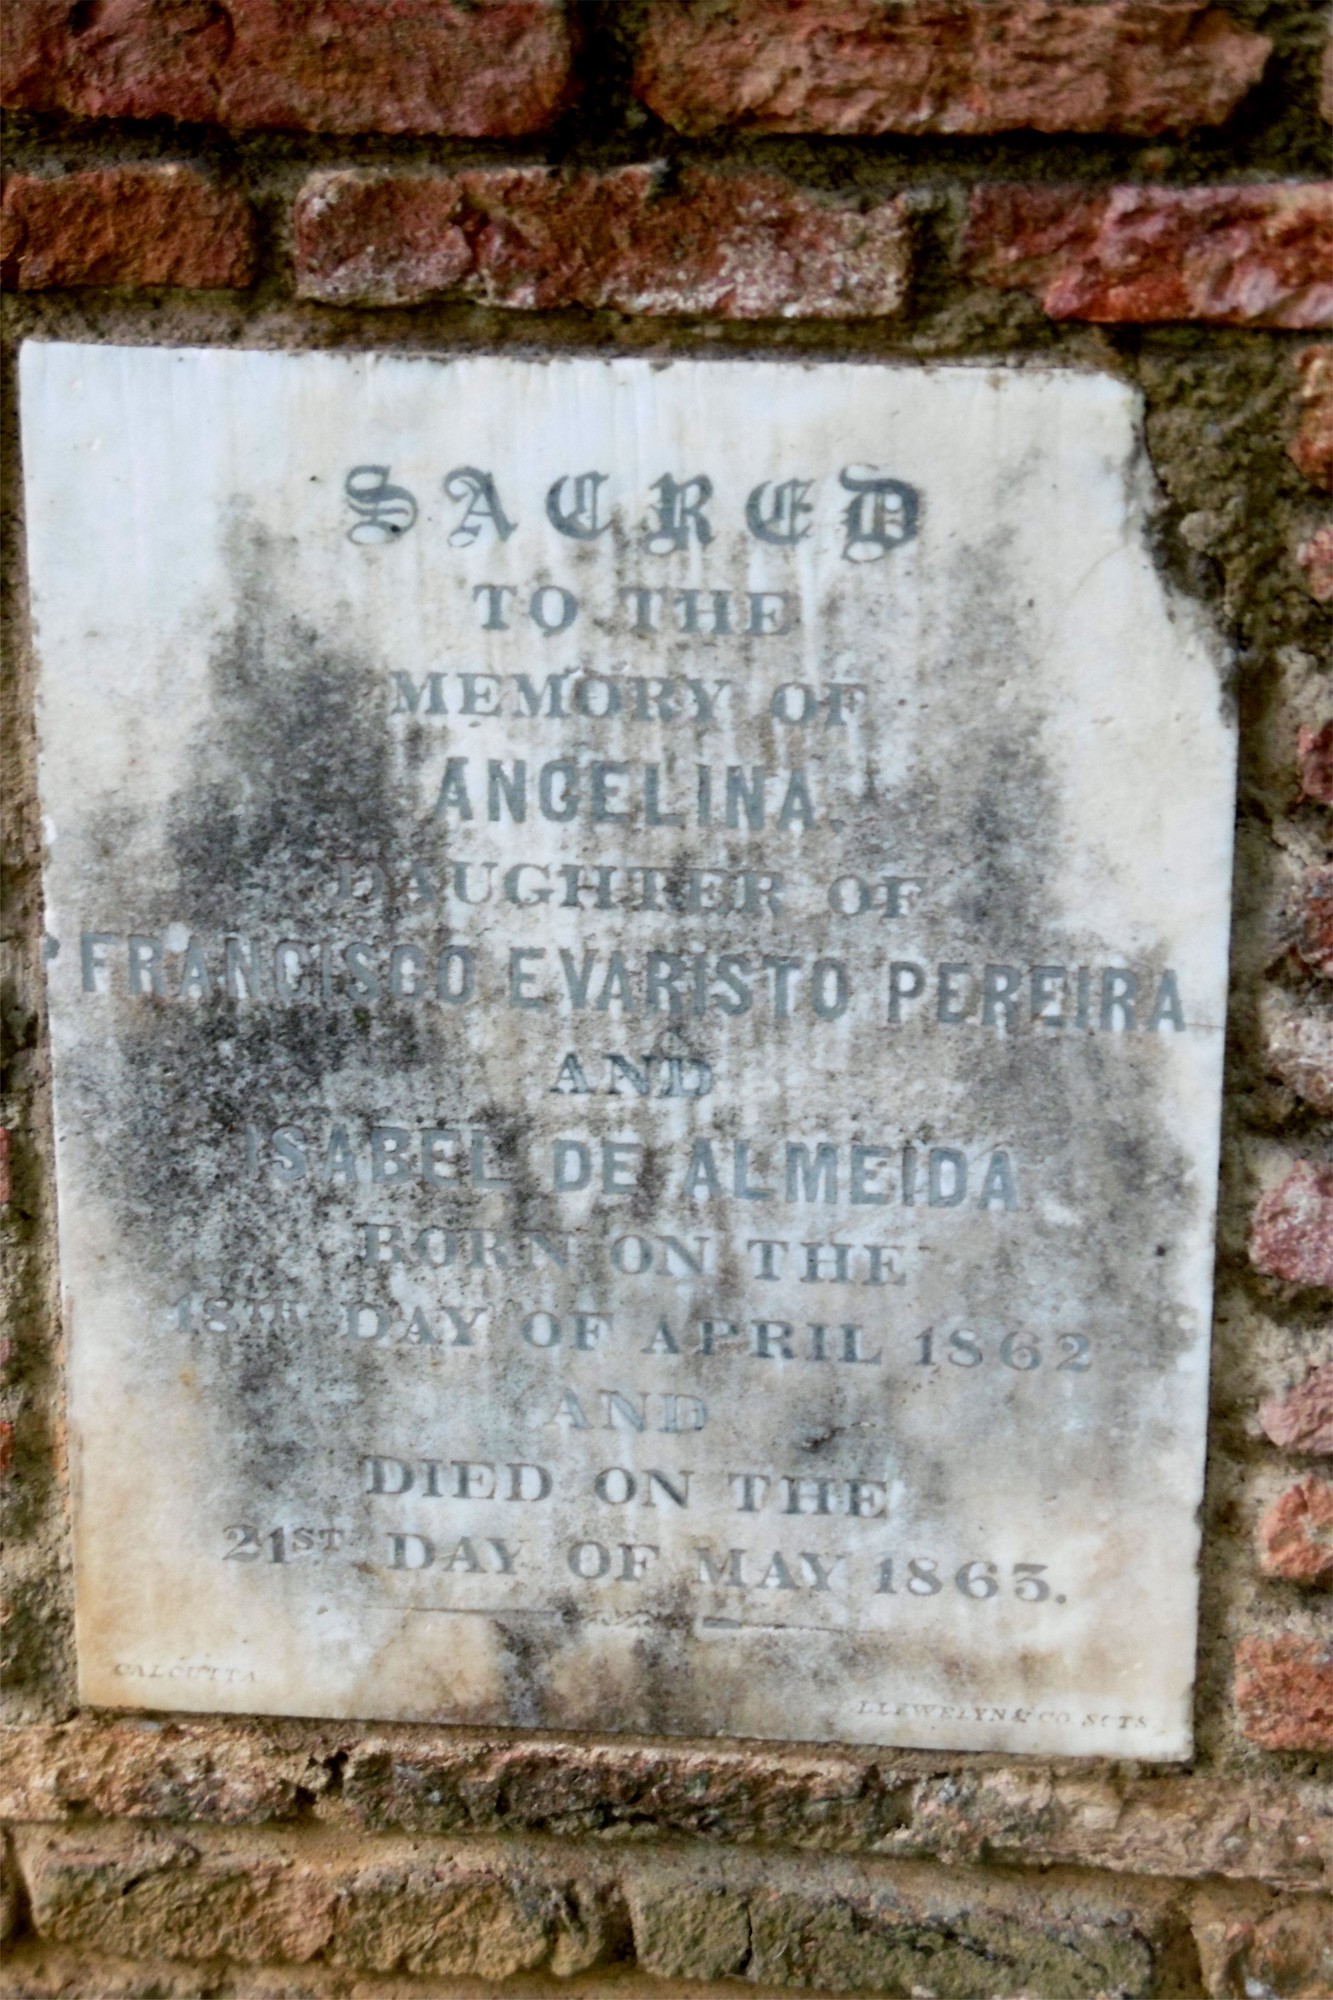 SACRED
TO THE
MEMORY OF
ANGELINA.
DAUGHTER OF
FRANCISCO EVARISTO PEREIRA
AND
ISABEL DE ALMEIDA
BORN ON THE
18TH DAY OF APRIL 1862
AND
DIED ON THE
21ST DAY OF MAY 1863.
CALCUTTA
LLEWELYN & CO SCTS